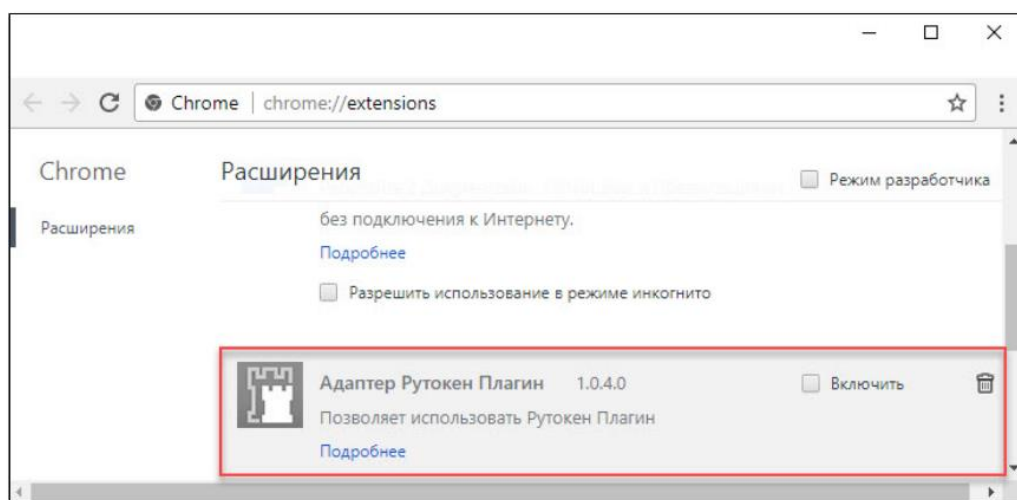 Chrome | chrome://extensions
Chrome
Расширения
Режим разработчика
Расширения
без подключения к Интернету.
Подробнее
Разрешить использование в режиме инкогнито
Адаптер Рутокен Плагин 1.0.4.0
Включить
Позволяет использовать Рутокен Плагин
Подробнее